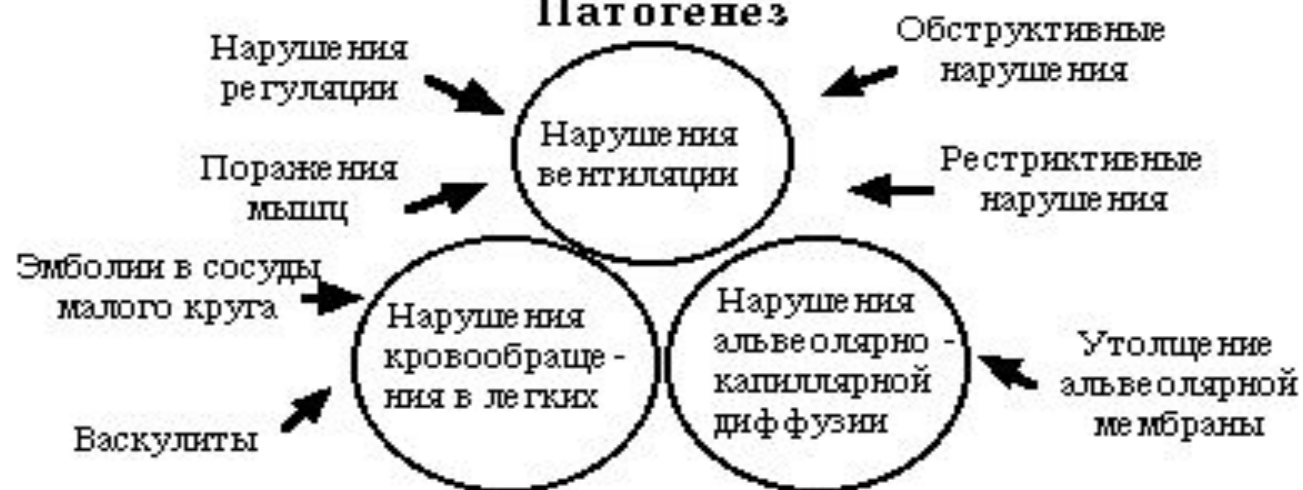 Патогенез
Нарушения
регуляции
Обструктивные
нарушения
Нарушения
вентиляции
Поражения
мышц
Рестриктивные
нарушения
Эмболии в сосуды
малого круга
Нарушения
кровообраще -
ния в легких
Нарушения
альвеолярно -
капиллярной
диффузии
Утолщение
альвеолярной
мембраны
Васкулиты